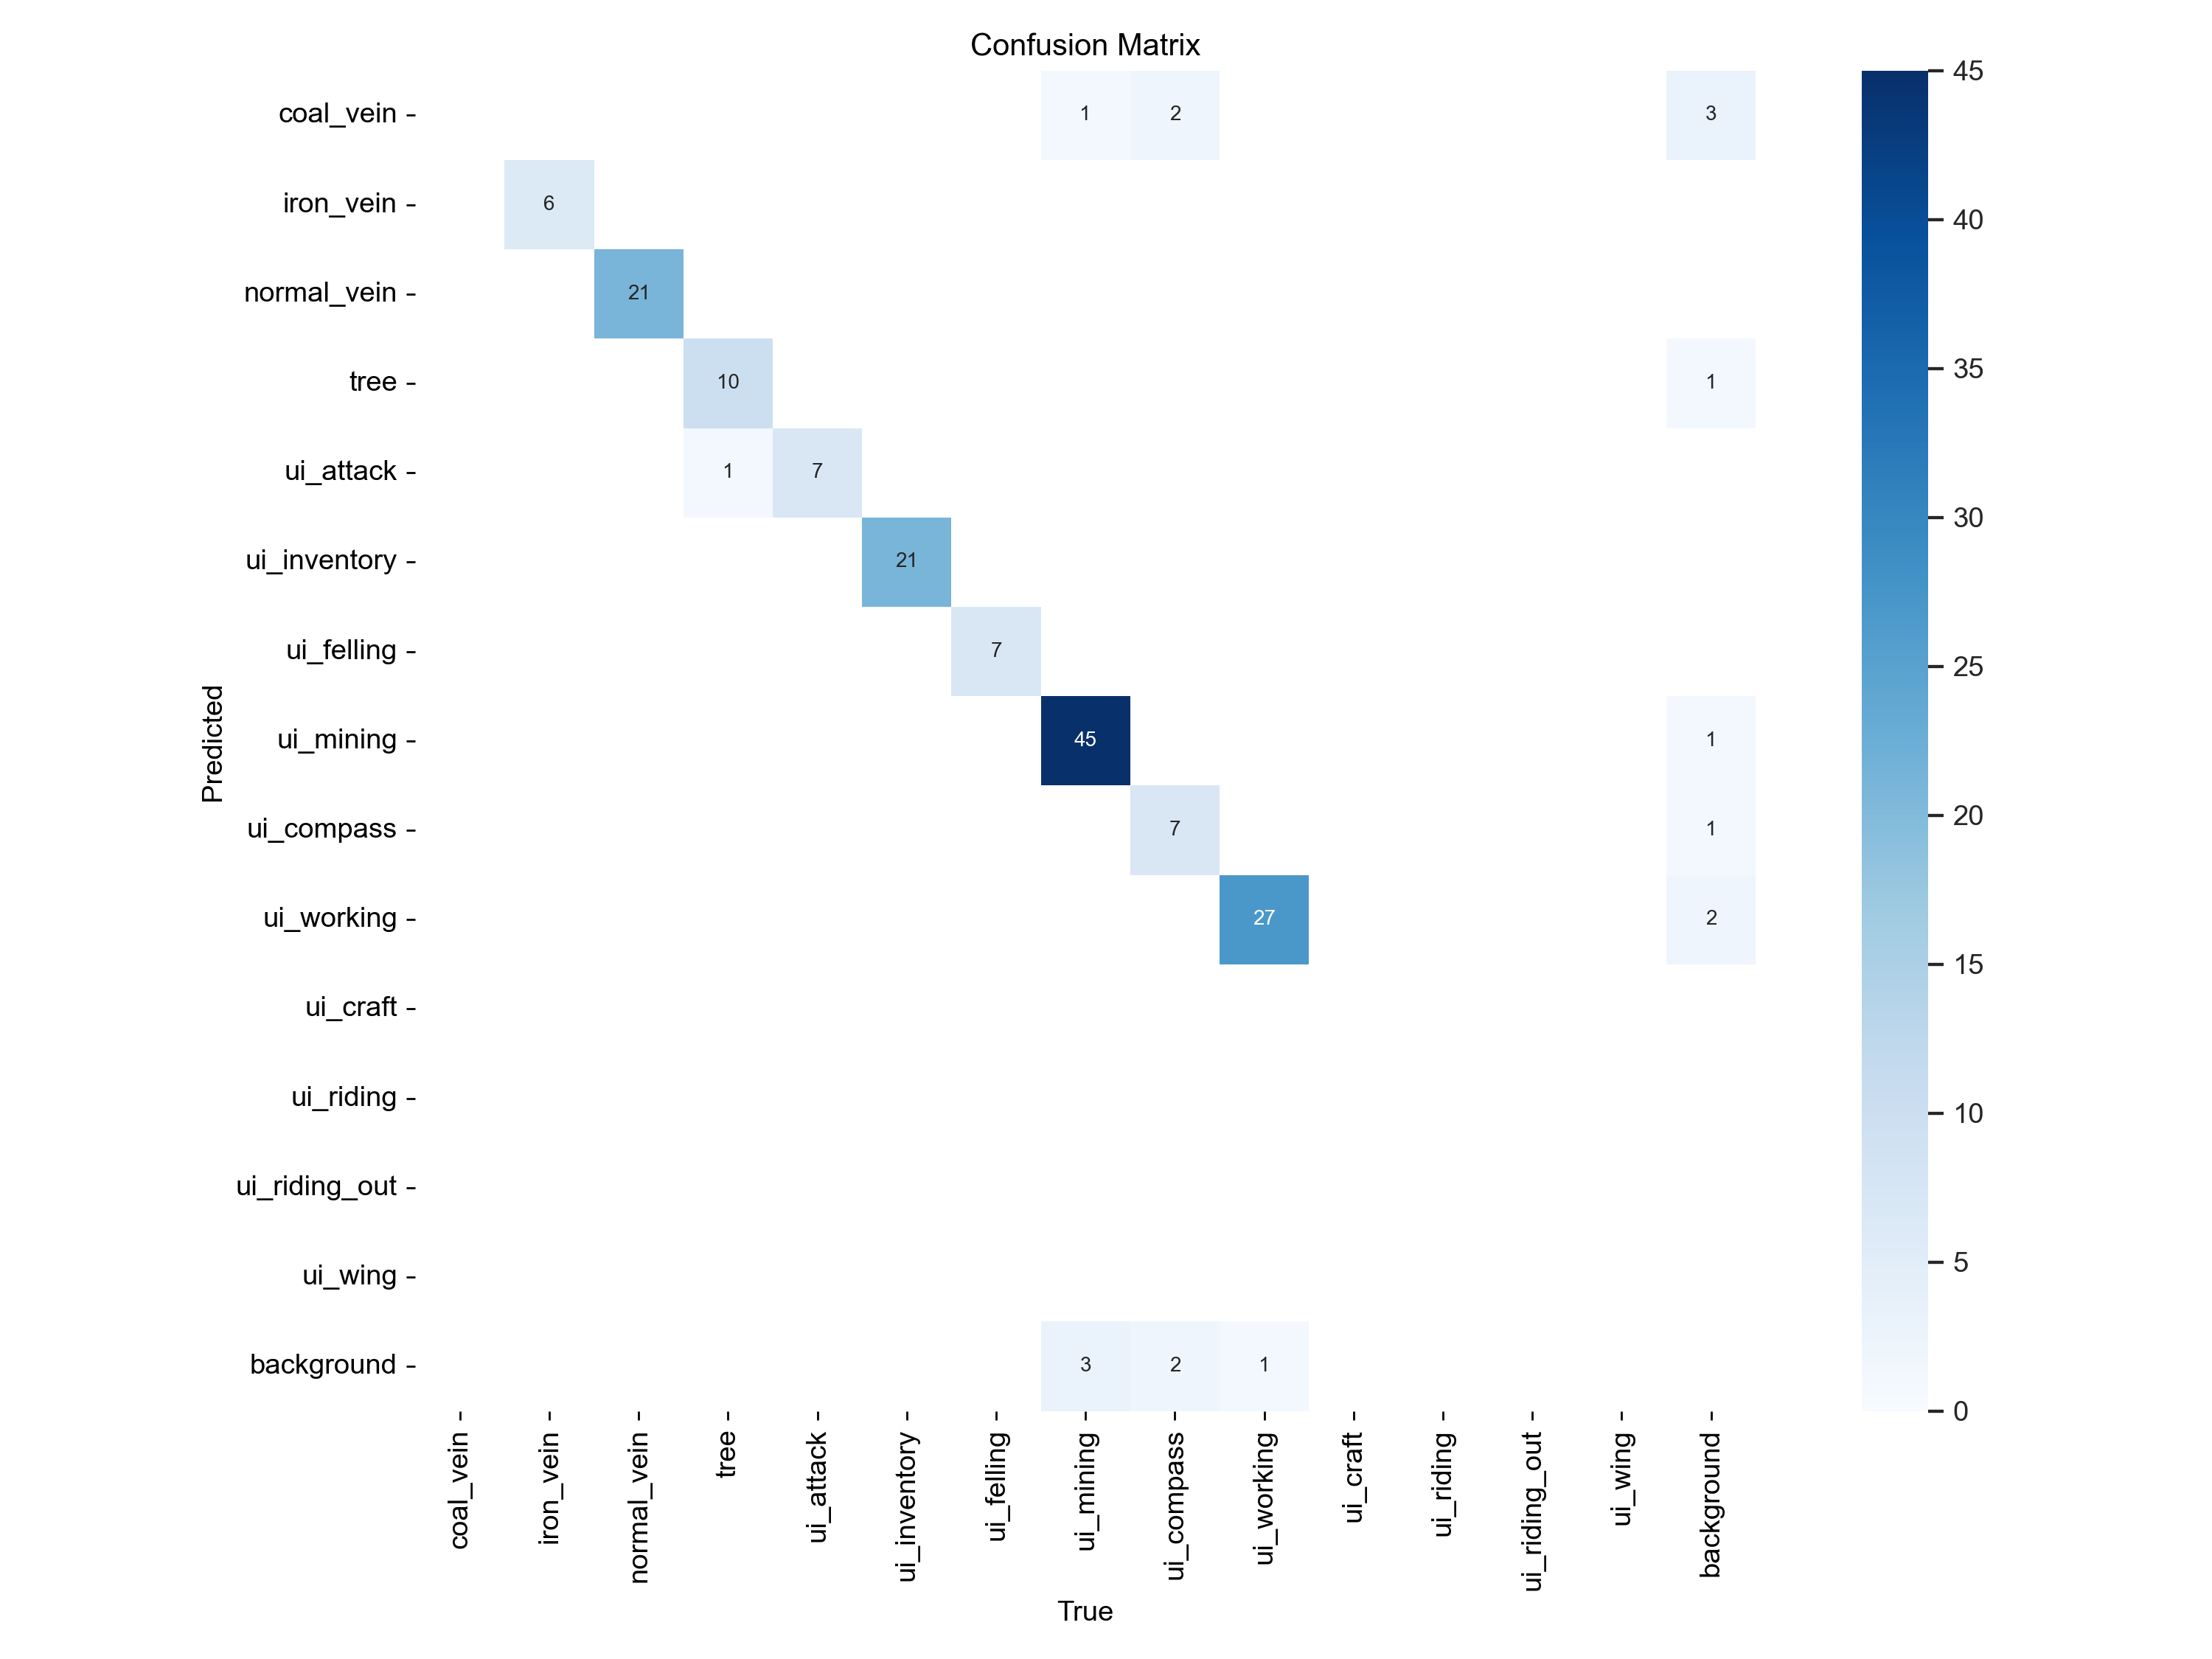 Confusion Matrix
coal_vein 1 2 3
iron_vein 6
normal_vein 21
tree 10 1
ui_attack 1 7
ui_inventory 21
ui_felling 7
ui_mining 45 1
ui_compass 7 1
ui_working 27 2
ui_craft
ui_riding
ui_riding_out
ui_wing
background 3 2 1
Predicted
coal_vein
iron_vein
normal_vein
tree
ui_attack
ui_inventory
ui_felling
ui_mining
ui_compass
ui_working
ui_craft
ui_riding
ui_riding_out
ui_wing
background
True
45
40
35
30
25
20
15
10
5
0